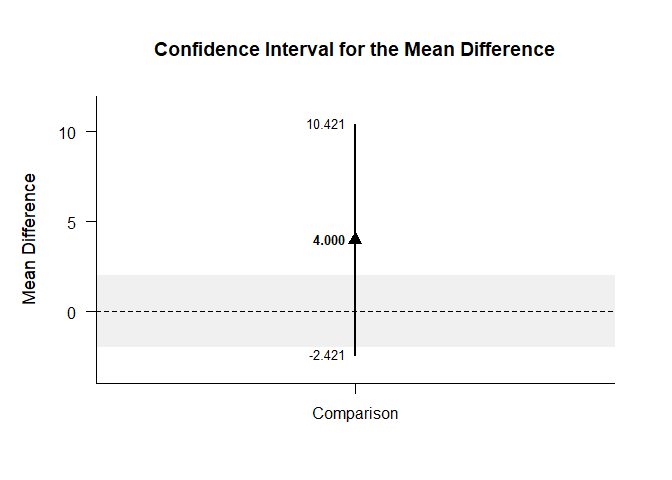 Confidence Interval for the Mean Difference
Mean Difference
10
5
0
10.421
4.000
-2.421
Comparison